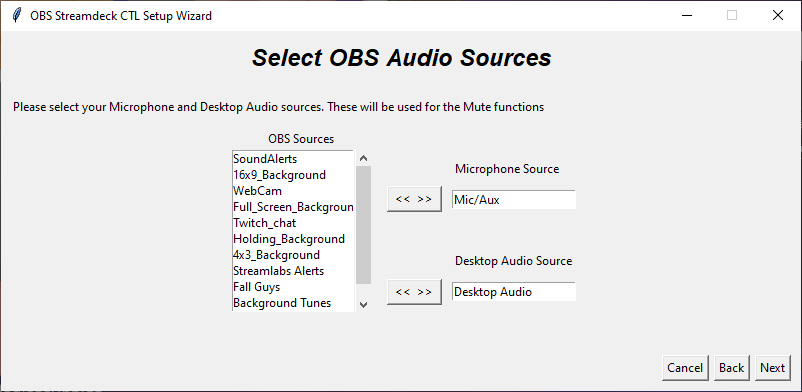 OBS Streamdeck CTL Setup Wizard
Select OBS Audio Sources
Please select your Microphone and Desktop Audio sources. These will be used for the Mute functions
OBS Sources
SoundAlerts
16x9_Background
WebCam
Full_Screen_Backgroun
Twitch_chat
Holding_Background
4x3_Background
Streamlabs Alerts
Fall Guys
Background Tunes
<< >>
Microphone Source
Mic/Aux
<< >>
Desktop Audio Source
Desktop Audio
Cancel Back Next